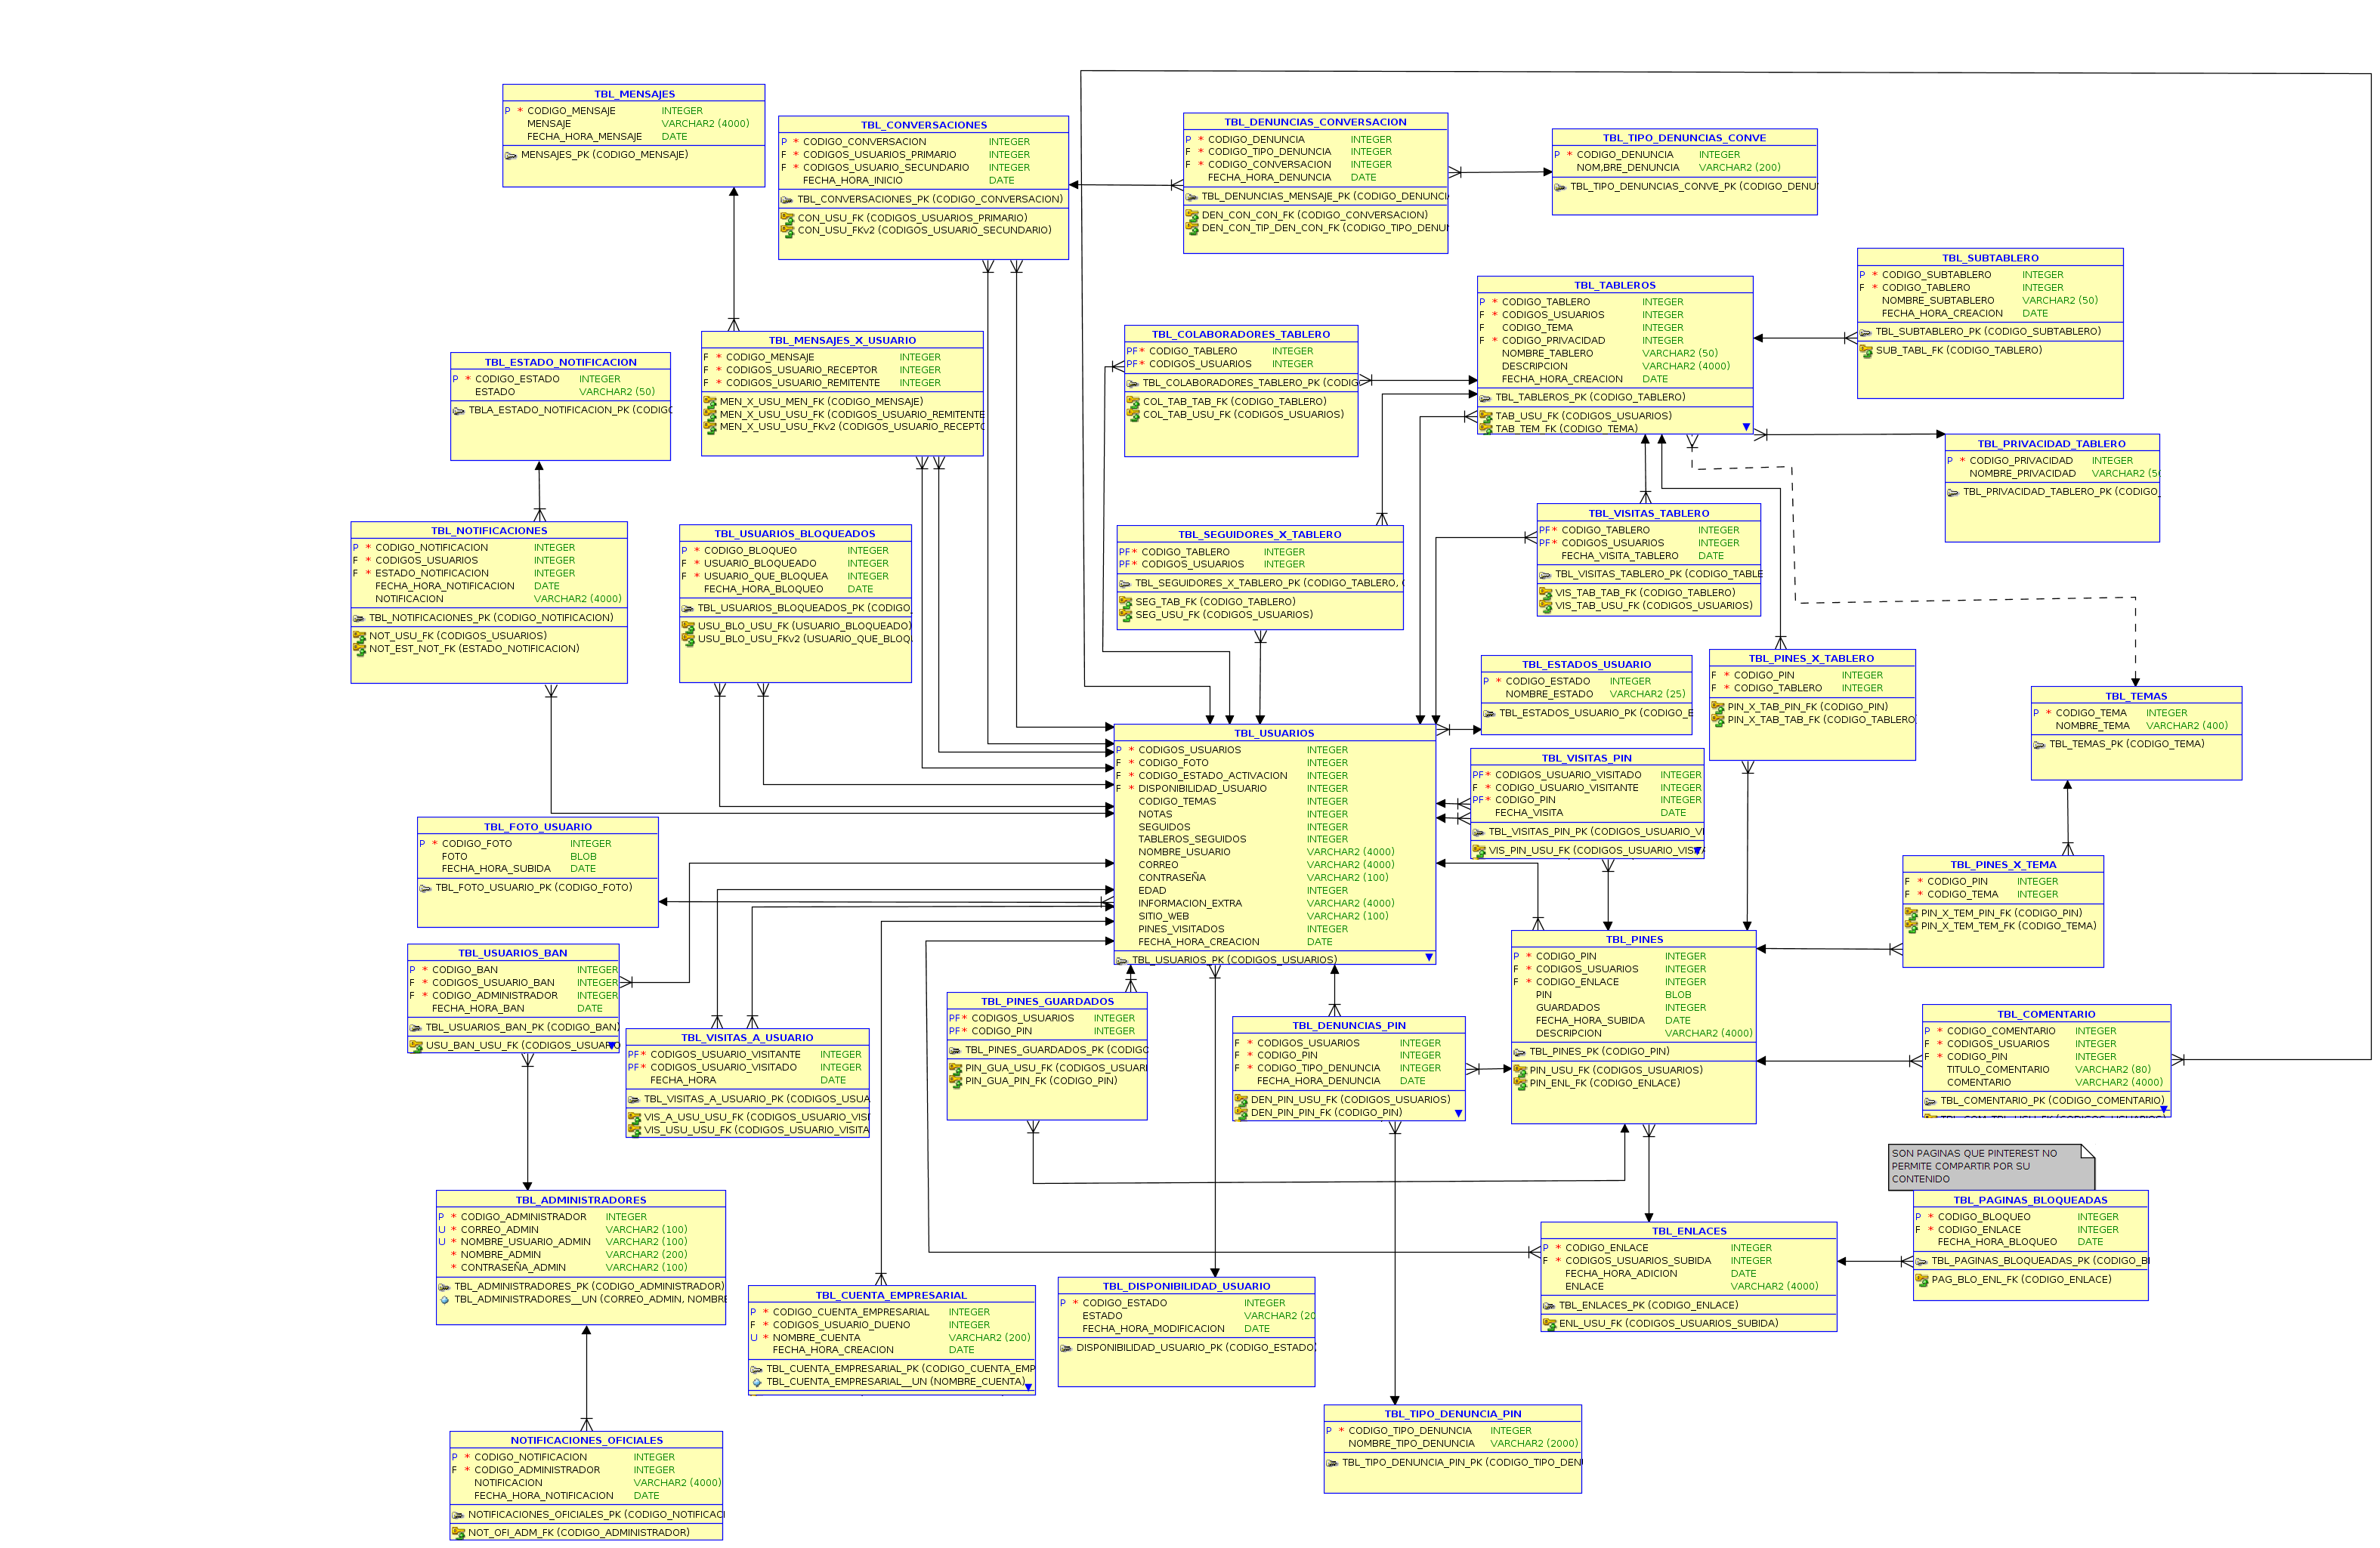 TBL_MENSAJES
P * CODIGO_MENSAJE INTEGER
MENSAJE VARCHAR2 (4000)
FECHA_HORA_MENSAJE DATE
MENSAJES_PK (CODIGO_MENSAJE)
TBL_CONVERSACIONES
P * CODIGO_CONVERSACION INTEGER
F * CODIGOS_USUARIOS_PRIMARIO INTEGER
F * CODIGOS_USUARIO_SECUNDARIO INTEGER
FECHA_HORA_INICIO DATE
TBL_CONVERSACIONES_PK (CODIGO_CONVERSACION)
CON_USU_FK (CODIGOS_USUARIOS_PRIMARIO)
CON_USU_FKv2 (CODIGOS_USUARIO_SECUNDARIO)
TBL_DENUNCIAS_CONVERSACION
P * CODIGO_DENUNCIA INTEGER
F * CODIGO_TIPO_DENUNCIA INTEGER
F * CODIGO_CONVERSACION INTEGER
FECHA_HORA_DENUNCIA DATE
TBL_DENUNCIAS_MENSAJE_PK (CODIGO_DENUNCI
DEN_CON_CON_FK (CODIGO_CONVERSACION)
DEN_CON_TIP_DEN_CON_FK (CODIGO_TIPO_DENU
TBL_TIPO_DENUNCIAS_CONVE
P * CODIGO_DENUNCIA INTEGER
NOM,BRE_DENUNCIA VARCHAR2 (200)
TBL_TIPO_DENUNCIAS_CONVE_PK (CODIGO_DENU
TBL_SUBTABLERO
P * CODIGO_SUBTABLERO INTEGER
F * CODIGO_TABLERO INTEGER
NOMBRE_SUBTABLERO VARCHAR2 (50)
FECHA_HORA_CREACION DATE
TBL_SUBTABLERO_PK (CODIGO_SUBTABLERO)
SUB_TABL_FK (CODIGO_TABLERO)
TBL_TABLEROS
P * CODIGO_TABLERO INTEGER
F * CODIGOS_USUARIOS INTEGER
F CODIGO_TEMA INTEGER
F * CODIGO_PRIVACIDAD INTEGER
NOMBRE_TABLERO VARCHAR2 (50)
DESCRIPCION VARCHAR2 (4000)
FECHA_HORA_CREACION DATE
TBL_TABLEROS_PK (CODIGO_TABLERO)
TAB_USU_FK (CODIGOS_USUARIOS)
TAB_TEM_FK (CODIGO_TEMA)
TBL_COLABORADORES_TABLERO
PF* CODIGO_TABLERO INTEGER
PF* CODIGOS_USUARIOS INTEGER
TBL_COLABORADORES_TABLERO_PK (CODIG
COL_TAB_TAB_FK (CODIGO_TABLERO)
COL_TAB_USU_FK (CODIGOS_USUARIOS)
TBL_MENSAJES_X_USUARIO
F * CODIGO_MENSAJE INTEGER
F * CODIGOS_USUARIO_RECEPTOR INTEGER
F * CODIGOS_USUARIO_REMITENTE INTEGER
MEN_X_USU_MEN_FK (CODIGO_MENSAJE)
MEN_X_USU_USU_FK (CODIGOS_USUARIO_REMITENTE
MEN_X_USU_USU_FKv2 (CODIGOS_USUARIO_RECEPTO
TBL_ESTADO_NOTIFICACION
P * CODIGO_ESTADO INTEGER
ESTADO VARCHAR2 (50)
TBLA_ESTADO_NOTIFICACION_PK (CODIGO
TBL_PRIVACIDAD_TABLERO
P * CODIGO_PRIVACIDAD INTEGER
NOMBRE_PRIVACIDAD VARCHAR2 (5
TBL_PRIVACIDAD_TABLERO_PK (CODIGO_
TBL_VISITAS_TABLERO
PF* CODIGO_TABLERO INTEGER
PF* CODIGOS_USUARIOS INTEGER
FECHA_VISITA_TABLERO DATE
TBL_VISITAS_TABLERO_PK (CODIGO_TABLE
VIS_TAB_TAB_FK (CODIGO_TABLERO)
VIS_TAB_USU_FK (CODIGOS_USUARIOS)
TBL_NOTIFICACIONES
P * CODIGO_NOTIFICACION INTEGER
F * CODIGOS_USUARIOS INTEGER
F * ESTADO_NOTIFICACION INTEGER
FECHA_HORA_NOTIFICACION DATE
NOTIFICACION VARCHAR2 (4000)
TBL_NOTIFICACIONES_PK (CODIGO_NOTIFICACION)
NOT_USU_FK (CODIGOS_USUARIOS)
NOT_EST_NOT_FK (ESTADO_NOTIFICACION)
TBL_USUARIOS_BLOQUEADOS
P * CODIGO_BLOQUEO INTEGER
F * USUARIO_BLOQUEADO INTEGER
F * USUARIO_QUE_BLOQUEA INTEGER
FECHA_HORA_BLOQUEO DATE
TBL_USUARIOS_BLOQUEADOS_PK (CODIGO_
USU_BLO_USU_FK (USUARIO_BLOQUEADO)
USU_BLO_USU_FKv2 (USUARIO_QUE_BLOQ
TBL_SEGUIDORES_X_TABLERO
PF* CODIGO_TABLERO INTEGER
PF* CODIGOS_USUARIOS INTEGER
TBL_SEGUIDORES_X_TABLERO_PK (CODIGO_TABLERO,
SEG_TAB_FK (CODIGO_TABLERO)
SEG_USU_FK (CODIGOS_USUARIOS)
TBL_ESTADOS_USUARIO
P * CODIGO_ESTADO INTEGER
NOMBRE_ESTADO VARCHAR2 (25)
TBL_ESTADOS_USUARIO_PK (CODIGO_E
TBL_PINES_X_TABLERO
F * CODIGO_PIN INTEGER
F * CODIGO_TABLERO INTEGER
PIN_X_TAB_PIN_FK (CODIGO_PIN)
PIN_X_TAB_TAB_FK (CODIGO_TABLERO
TBL_TEMAS
P * CODIGO_TEMA INTEGER
NOMBRE_TEMA VARCHAR2 (400)
TBL_TEMAS_PK (CODIGO_TEMA)
TBL_USUARIOS
P * CODIGOS_USUARIOS INTEGER
F * CODIGO_FOTO INTEGER
F * CODIGO_ESTADO_ACTIVACION INTEGER
F * DISPONIBILIDAD_USUARIO INTEGER
CODIGO_TEMAS INTEGER
NOTAS INTEGER
SEGUIDOS INTEGER
TABLEROS_SEGUIDOS INTEGER
NOMBRE_USUARIO VARCHAR2 (4000)
CORREO VARCHAR2 (4000)
CONTRASEÑA VARCHAR2 (100)
EDAD INTEGER
INFORMACION_EXTRA VARCHAR2 (4000)
SITIO_WEB VARCHAR2 (100)
PINES_VISITADOS INTEGER
FECHA_HORA_CREACION DATE
TBL_USUARIOS_PK (CODIGOS_USUARIOS)
TBL_VISITAS_PIN
PF* CODIGOS_USUARIO_VISITADO INTEGER
F * CODIGO_USUARIO_VISITANTE INTEGER
PF* CODIGO_PIN INTEGER
FECHA_VISITA DATE
TBL_VISITAS_PIN_PK (CODIGOS_USUARIO_VI
VIS_PIN_USU_FK (CODIGOS_USUARIO_VISITA
TBL_FOTO_USUARIO
P * CODIGO_FOTO INTEGER
FOTO BLOB
FECHA_HORA_SUBIDA DATE
TBL_FOTO_USUARIO_PK (CODIGO_FOTO)
TBL_PINES_X_TEMA
F * CODIGO_PIN INTEGER
F * CODIGO_TEMA INTEGER
PIN_X_TEM_PIN_FK (CODIGO_PIN)
PIN_X_TEM_TEM_FK (CODIGO_TEMA)
TBL_PINES
P * CODIGO_PIN INTEGER
F * CODIGOS_USUARIOS INTEGER
F * CODIGO_ENLACE INTEGER
PIN BLOB
GUARDADOS INTEGER
FECHA_HORA_SUBIDA DATE
DESCRIPCION VARCHAR2 (4000)
TBL_PINES_PK (CODIGO_PIN)
PIN_USU_FK (CODIGOS_USUARIOS)
PIN_ENL_FK (CODIGO_ENLACE)
TBL_USUARIOS_BAN
P * CODIGO_BAN INTEGER
F * CODIGOS_USUARIO_BAN INTEGER
F * CODIGO_ADMINISTRADOR INTEGER
FECHA_HORA_BAN DATE
TBL_USUARIOS_BAN_PK (CODIGO_BAN)
USU_BAN_USU_FK (CODIGOS_USUARIO
TBL_VISITAS_A_USUARIO
PF* CODIGOS_USUARIO_VISITANTE INTEGER
PF* CODIGOS_USUARIO_VISITADO INTEGER
FECHA_HORA DATE
TBL_VISITAS_A_USUARIO_PK (CODIGOS_USUA
VIS_A_USU_USU_FK (CODIGOS_USUARIO_VISI
VIS_USU_USU_FK (CODIGOS_USUARIO_VISITA
TBL_PINES_GUARDADOS
PF* CODIGOS_USUARIOS INTEGER
PF* CODIGO_PIN INTEGER
TBL_PINES_GUARDADOS_PK (CODIGO
PIN_GUA_USU_FK (CODIGOS_USUARI
PIN_GUA_PIN_FK (CODIGO_PIN)
TBL_DENUNCIAS_PIN
F * CODIGOS_USUARIOS INTEGER
F * CODIGO_PIN INTEGER
F * CODIGO_TIPO_DENUNCIA INTEGER
FECHA_HORA_DENUNCIA DATE
DEN_PIN_USU_FK (CODIGOS_USUARIOS)
DEN_PIN_PIN_FK (CODIGO_PIN)
TBL_COMENTARIO
P * CODIGO_COMENTARIO INTEGER
F * CODIGOS_USUARIOS INTEGER
F * CODIGO_PIN INTEGER
TITULO_COMENTARIO VARCHAR2 (80)
COMENTARIO VARCHAR2 (4000)
TBL_COMENTARIO_PK (CODIGO_COMENTARIO)
SON PAGINAS QUE PINTEREST NO
PERMITE COMPARTIR POR SU
CONTENIDO
TBL_PAGINAS_BLOQUEADAS
P * CODIGO_BLOQUEO INTEGER
F * CODIGO_ENLACE INTEGER
FECHA_HORA_BLOQUEO DATE
TBL_PAGINAS_BLOQUEADAS_PK (CODIGO_BI
PAG_BLO_ENL_FK (CODIGO_ENLACE)
TBL_ADMINISTRADORES
P * CODIGO_ADMINISTRADOR INTEGER
U * CORREO_ADMIN VARCHAR2 (100)
U * NOMBRE_USUARIO_ADMIN VARCHAR2 (100)
* NOMBRE_ADMIN VARCHAR2 (200)
* CONTRASEÑA_ADMIN VARCHAR2 (100)
TBL_ADMINISTRADORES_PK (CODIGO_ADMINISTRADOR)
TBL_ADMINISTRADORES__UN (CORREO_ADMIN, NOMBRE
TBL_ENLACES
P * CODIGO_ENLACE INTEGER
F * CODIGOS_USUARIOS_SUBIDA INTEGER
FECHA_HORA_ADICION DATE
ENLACE VARCHAR2 (4000)
TBL_ENLACES_PK (CODIGO_ENLACE)
ENL_USU_FK (CODIGOS_USUARIOS_SUBIDA)
TBL_CUENTA_EMPRESARIAL
P * CODIGO_CUENTA_EMPRESARIAL INTEGER
F * CODIGOS_USUARIO_DUENO INTEGER
U * NOMBRE_CUENTA VARCHAR2 (200)
FECHA_HORA_CREACION DATE
TBL_CUENTA_EMPRESARIAL_PK (CODIGO_CUENTA_EMP
TBL_CUENTA_EMPRESARIAL__UN (NOMBRE_CUENTA)
TBL_DISPONIBILIDAD_USUARIO
P * CODIGO_ESTADO INTEGER
ESTADO VARCHAR2 (20
FECHA_HORA_MODIFICACION DATE
DISPONIBILIDAD_USUARIO_PK (CODIGO_ESTADO)
TBL_TIPO_DENUNCIA_PIN
P * CODIGO_TIPO_DENUNCIA INTEGER
NOMBRE_TIPO_DENUNCIA VARCHAR2 (2000)
TBL_TIPO_DENUNCIA_PIN_PK (CODIGO_TIPO_DEN
NOTIFICACIONES_OFICIALES
P * CODIGO_NOTIFICACION INTEGER
F * CODIGO_ADMINISTRADOR INTEGER
NOTIFICACION VARCHAR2 (4000)
FECHA_HORA_NOTIFICACION DATE
NOTIFICACIONES_OFICIALES_PK (CODIGO_NOTIFICACI
NOT_OFI_ADM_FK (CODIGO_ADMINISTRADOR)